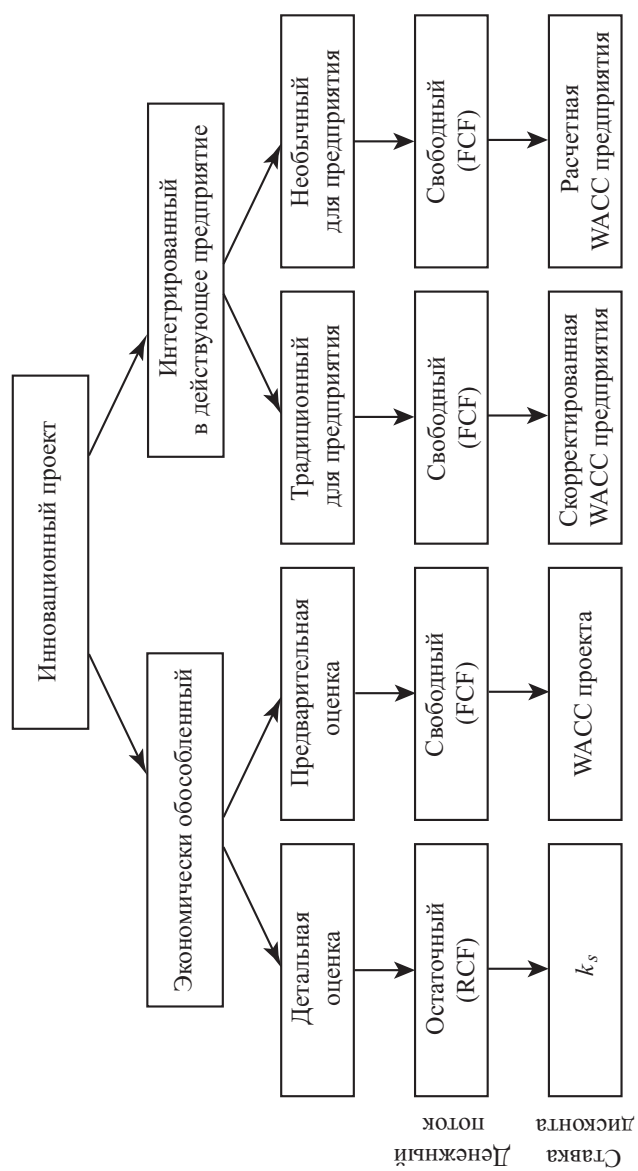 Инновационный проект
Экономически обособленный
Интегрированный
в действующее предприятие
Детальная
оценка
Предварительная
оценка
Традиционный
для предприятия
Необычный
для предприятия
Денежный
поток
Остаточный
(RCF)
Свободный
(FCF)
Свободный
(FCF)
Свободный
(FCF)
Ставка
дисконта
kₛ
WACC проекта
Скорректированная
WACC предприятия
Расчетная
WACC предприятия